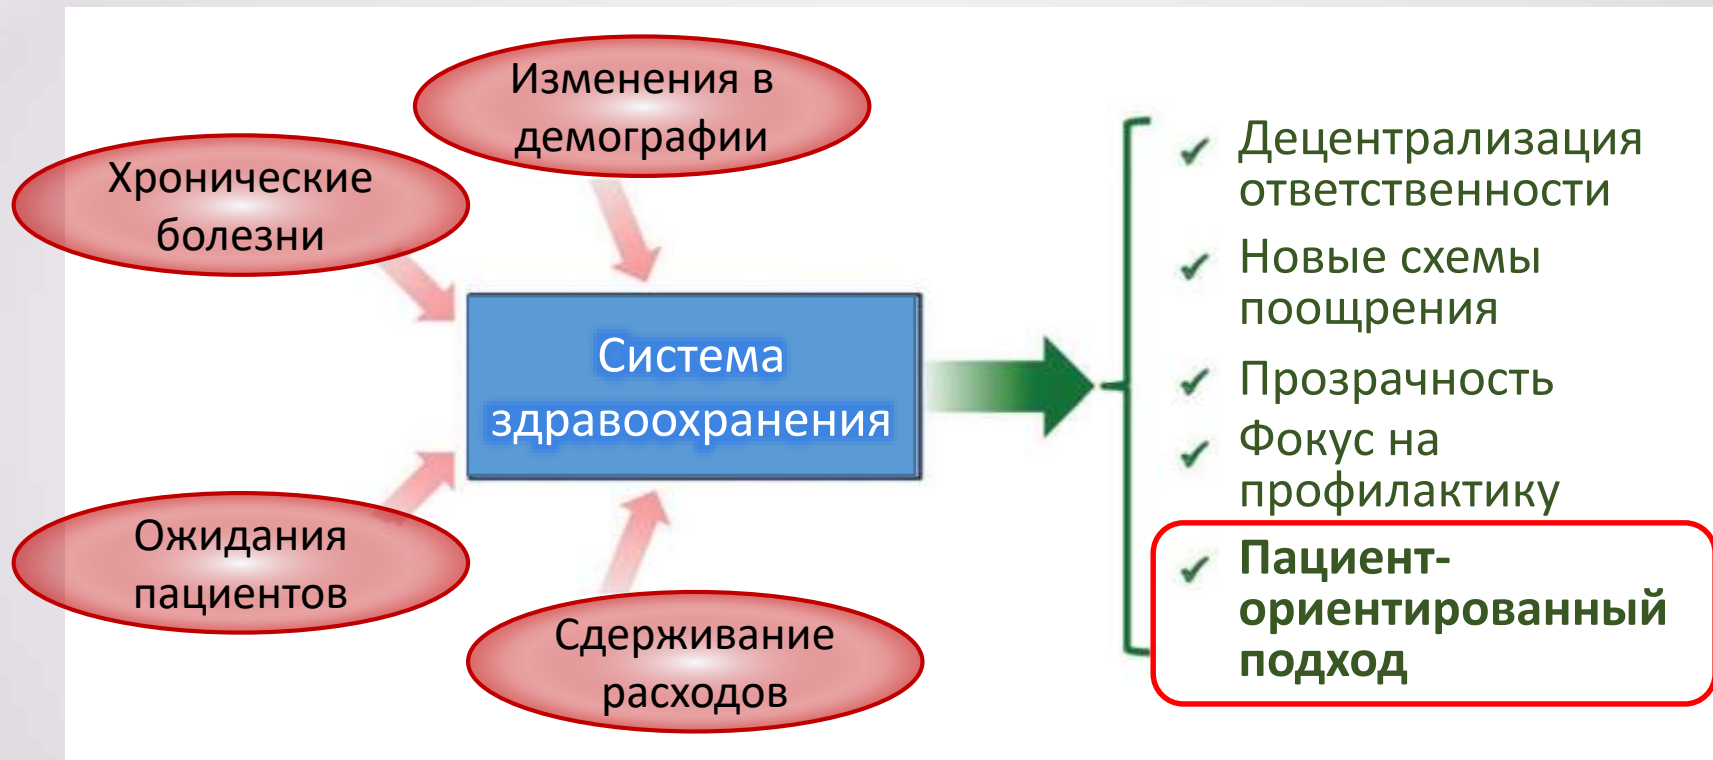 Изменения в
демографии
Хронические
болезни
Система
здравоохранения
Ожидания
пациентов
Сдерживание
расходов
Децентрализация
ответственности
Новые схемы
поощрения
Прозрачность
Фокус на
профилактику
Пациент-
ориентированный
подход